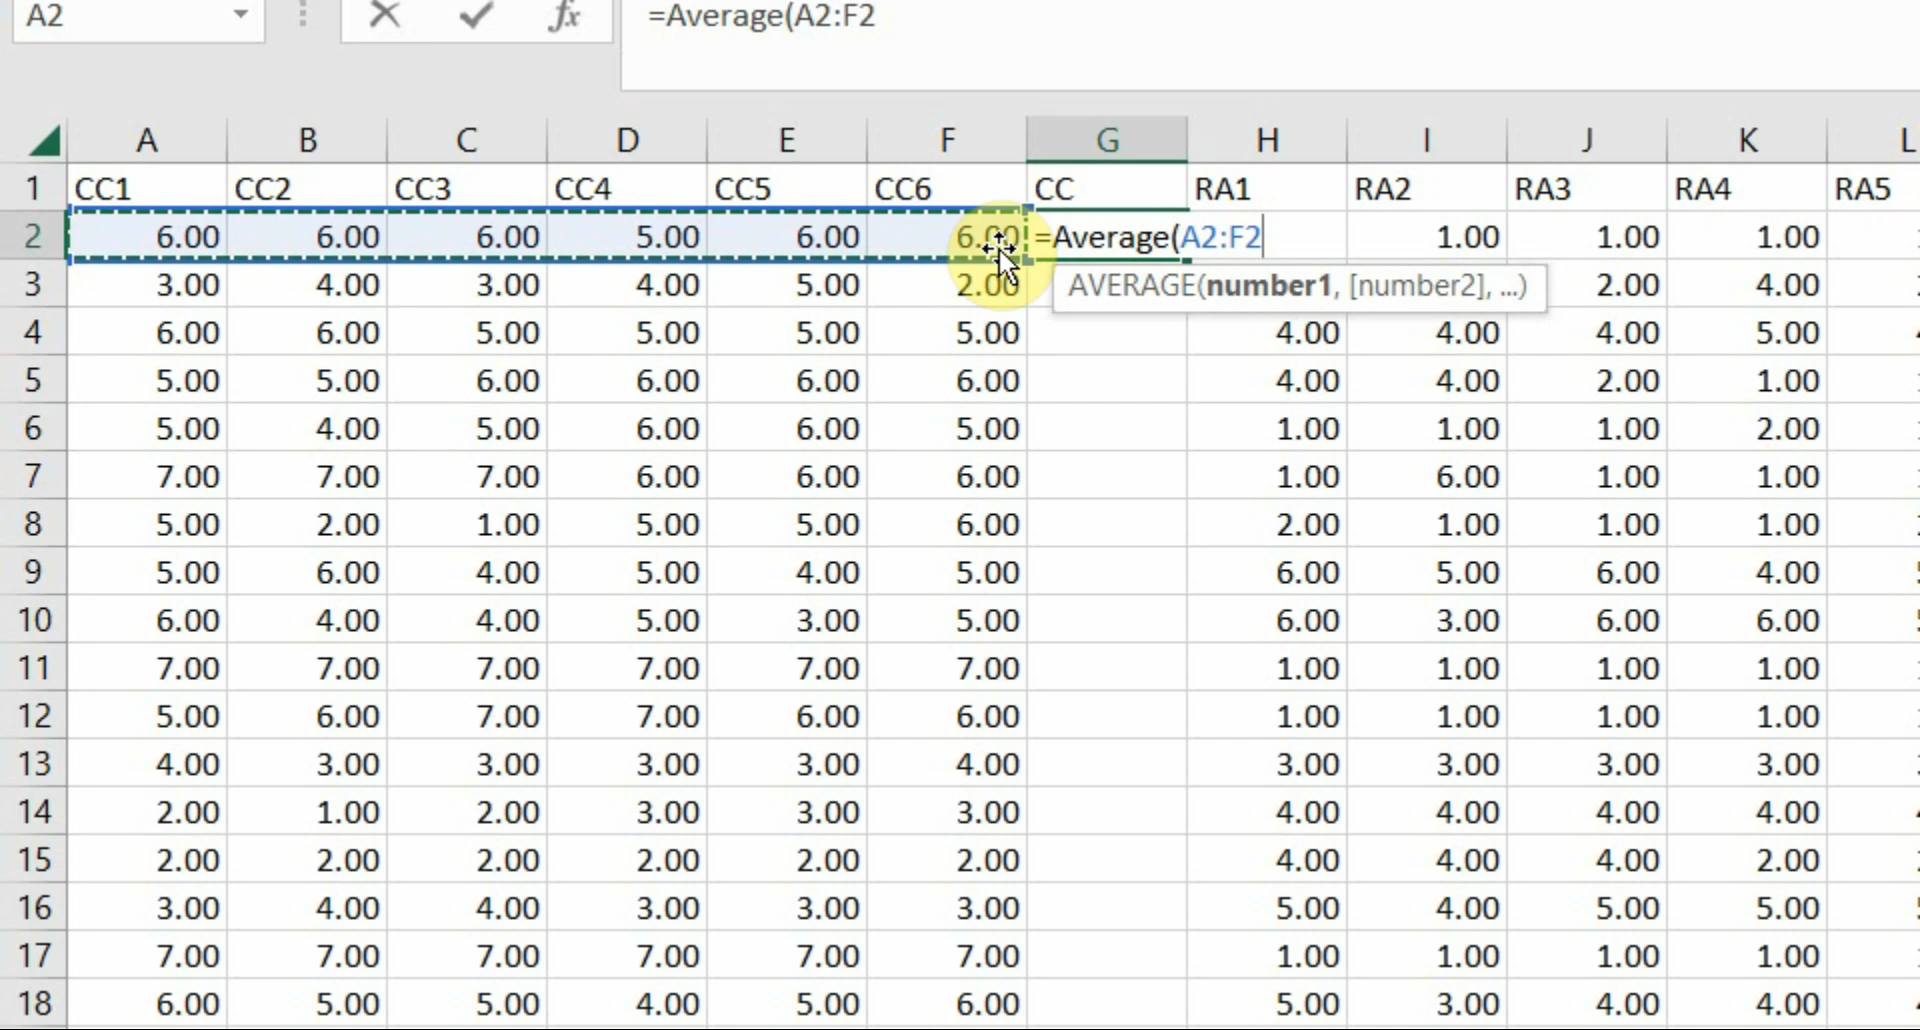 A2 fx =Average(A2:F2
A B C D E F G H I J K L
1 CC1 CC2 CC3 CC4 CC5 CC6 CC RA1 RA2 RA3 RA4 RA5
2 6.00 6.00 6.00 5.00 6.00 6.00 =Average(A2:F2 1.00 1.00 1.00
3 3.00 4.00 3.00 4.00 5.00 2.00 AVERAGE(number1, [number2], ...) 2.00 4.00
4 6.00 6.00 5.00 5.00 5.00 5.00 4.00 4.00 4.00 5.00
5 5.00 5.00 6.00 6.00 6.00 6.00 4.00 4.00 2.00 1.00
6 5.00 4.00 5.00 6.00 6.00 5.00 1.00 1.00 1.00 2.00
7 7.00 7.00 7.00 6.00 6.00 6.00 1.00 6.00 1.00 1.00
8 5.00 2.00 1.00 5.00 5.00 6.00 2.00 1.00 1.00 1.00
9 5.00 6.00 4.00 5.00 4.00 5.00 6.00 5.00 6.00 4.00
10 6.00 4.00 4.00 5.00 3.00 5.00 6.00 3.00 6.00 6.00
11 7.00 7.00 7.00 7.00 7.00 7.00 1.00 1.00 1.00 1.00
12 5.00 6.00 7.00 7.00 6.00 6.00 1.00 1.00 1.00 1.00
13 4.00 3.00 3.00 3.00 3.00 4.00 3.00 3.00 3.00 3.00
14 2.00 1.00 2.00 3.00 3.00 3.00 4.00 4.00 4.00 4.00
15 2.00 2.00 2.00 2.00 2.00 2.00 4.00 4.00 4.00 2.00
16 3.00 4.00 4.00 3.00 3.00 3.00 5.00 4.00 5.00 5.00
17 7.00 7.00 7.00 7.00 7.00 7.00 1.00 1.00 1.00 1.00
18 6.00 5.00 5.00 4.00 5.00 6.00 5.00 3.00 4.00 4.00